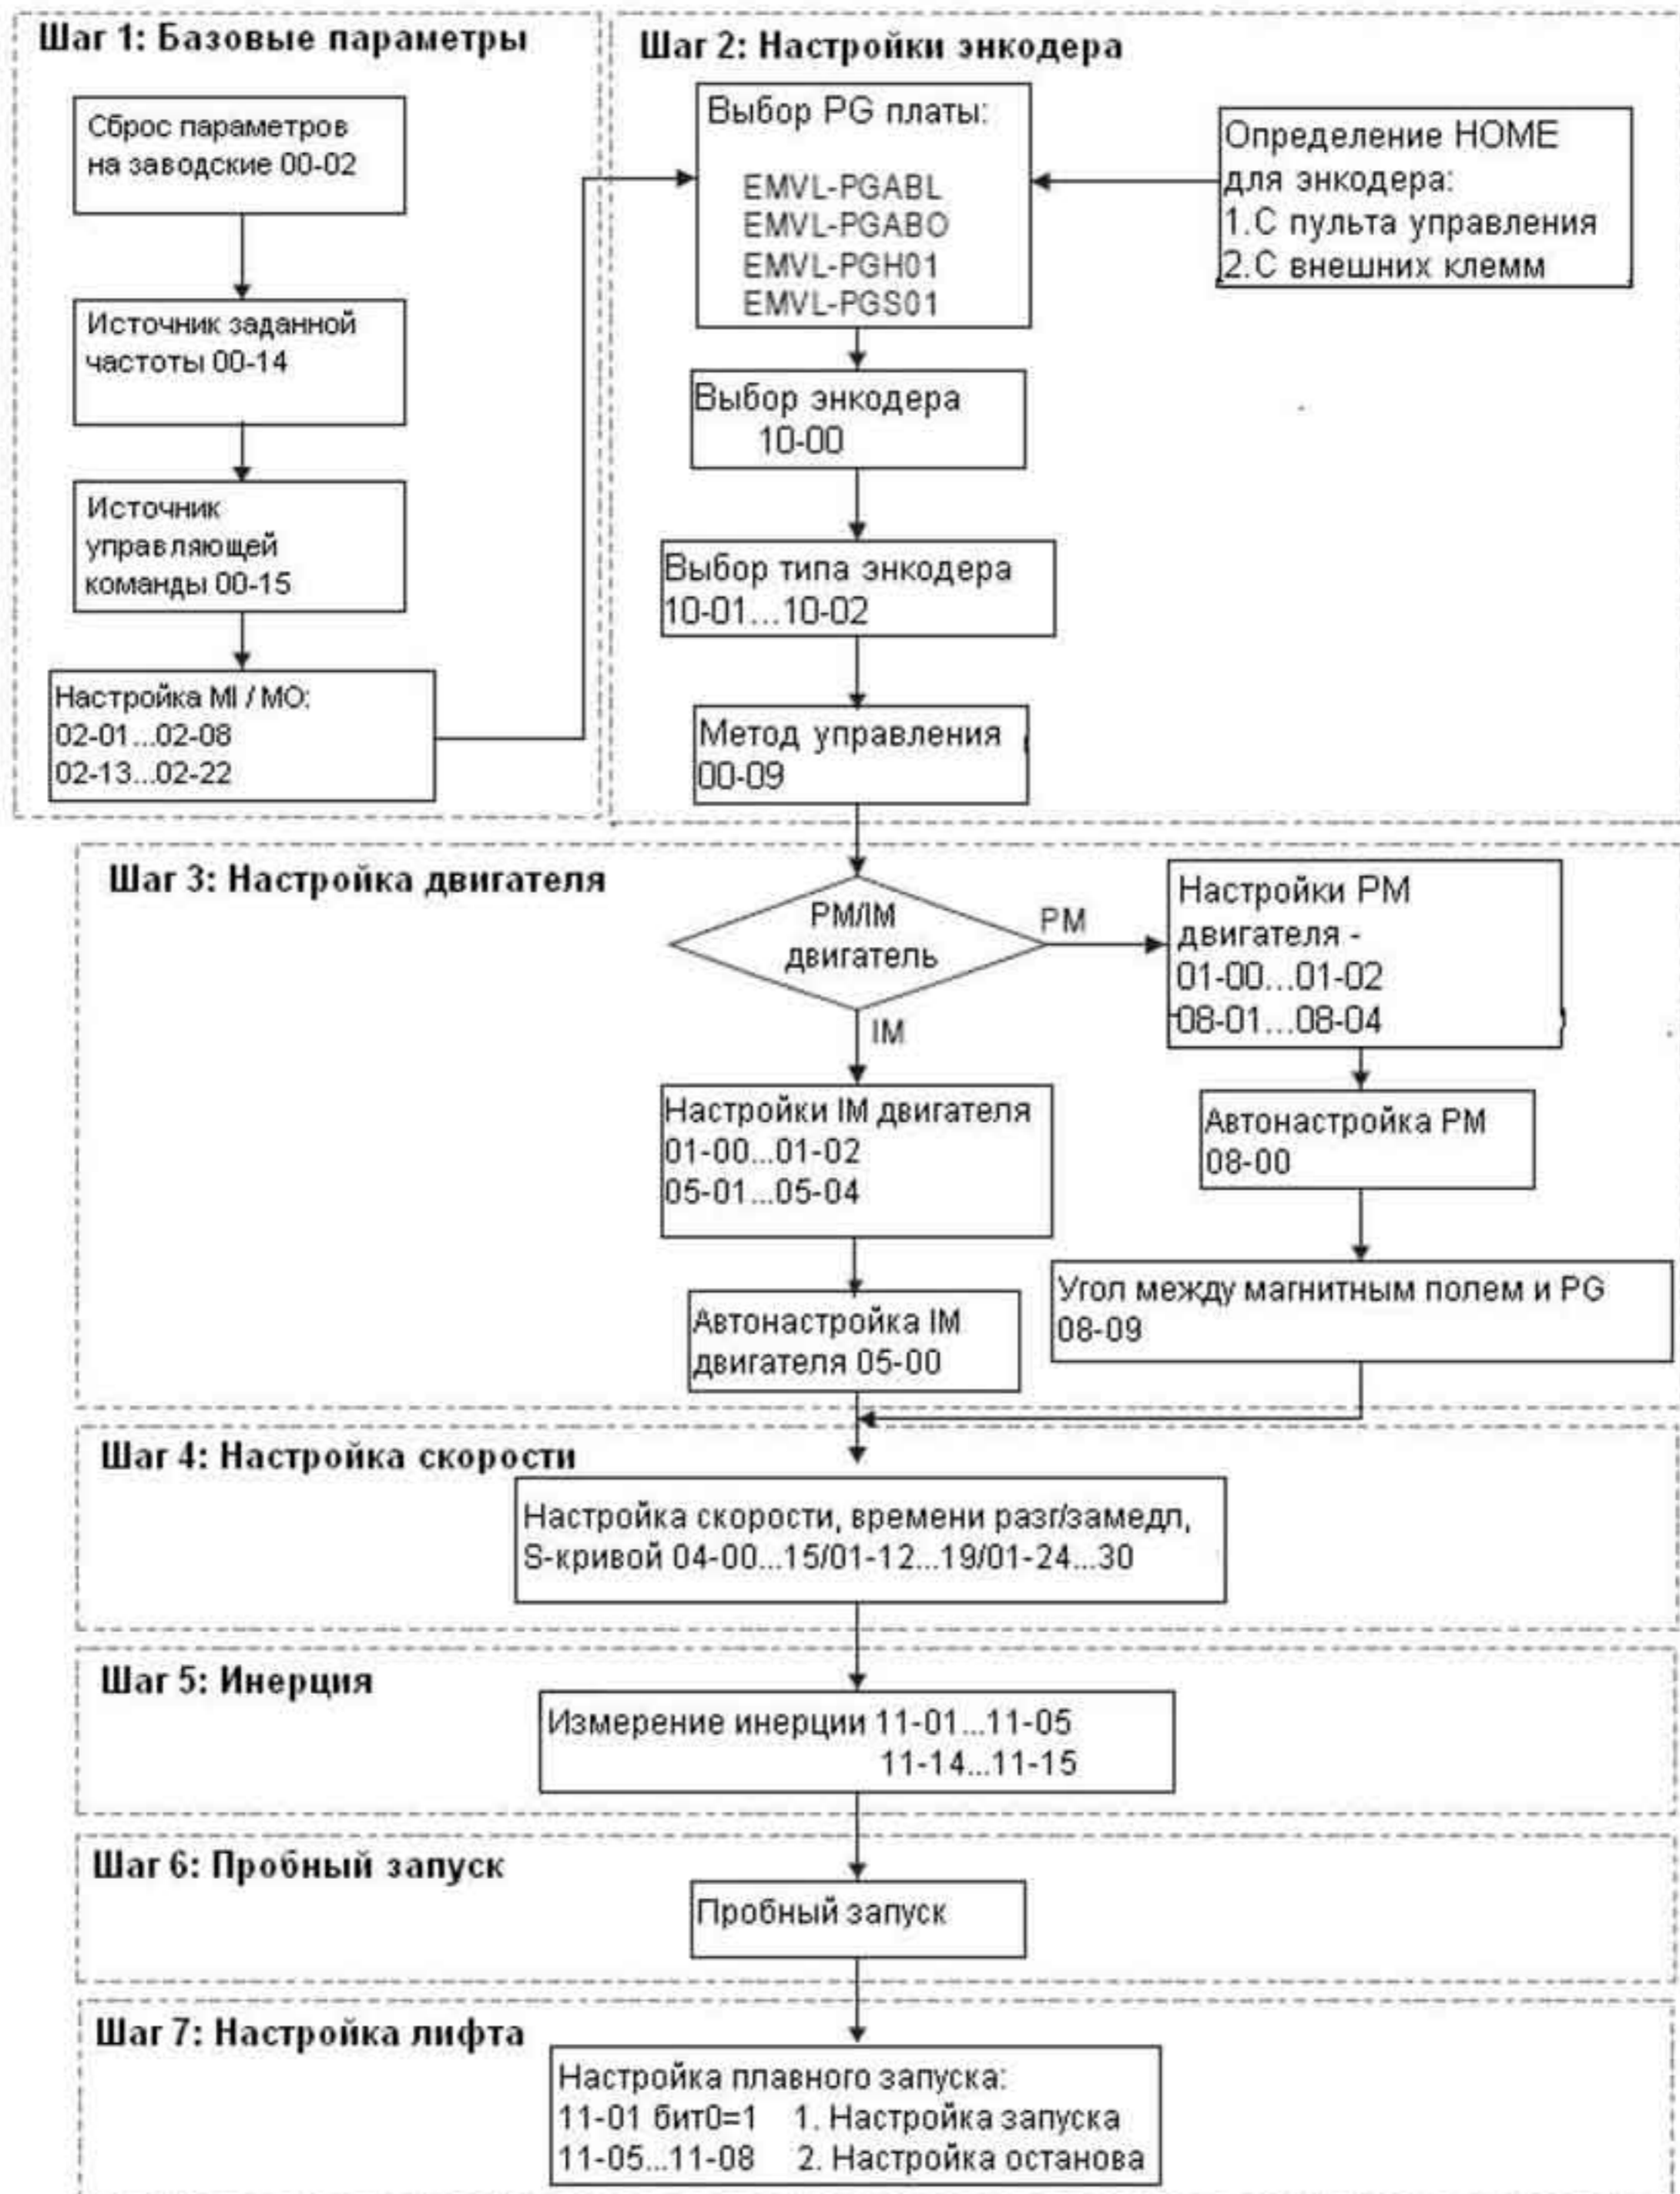 Шаг 1: Базовые параметры
Сброс параметров
на заводские 00-02
Источник заданной
частоты 00-14
Источник
управляющей
команды 00-15
Настройка MI / MO:
02-01...02-08
02-13...02-22
Шаг 2: Настройки энкодера
Выбор PG платы:
EMVL-PGABL
EMVL-PGABO
EMVL-PGH01
EMVL-PGS01
Определение HOME
для энкодера:
1.С пульта управления
2.С внешних клемм
Выбор энкодера
10-00
Выбор типа энкодера
10-01...10-02
Метод управления
00-09
Шаг 3: Настройка двигателя
PM/IM
двигатель
PM
IM
Настройки PM
двигателя -
01-00...01-02
08-01...08-04
Автонастройка PM
08-00
Угол между магнитным полем и PG
08-09
Настройки IM двигателя
01-00...01-02
05-01...05-04
Автонастройка IM
двигателя 05-00
Шаг 4: Настройка скорости
Настройка скорости, времени разг/замедл,
S-кривой 04-00...15/01-12...19/01-24...30
Шаг 5: Инерция
Измерение инерции 11-01...11-05
11-14...11-15
Шаг 6: Пробный запуск
Пробный запуск
Шаг 7: Настройка лифта
Настройка плавного запуска:
11-01 бит0=1 1. Настройка запуска
11-05...11-08 2. Настройка останова